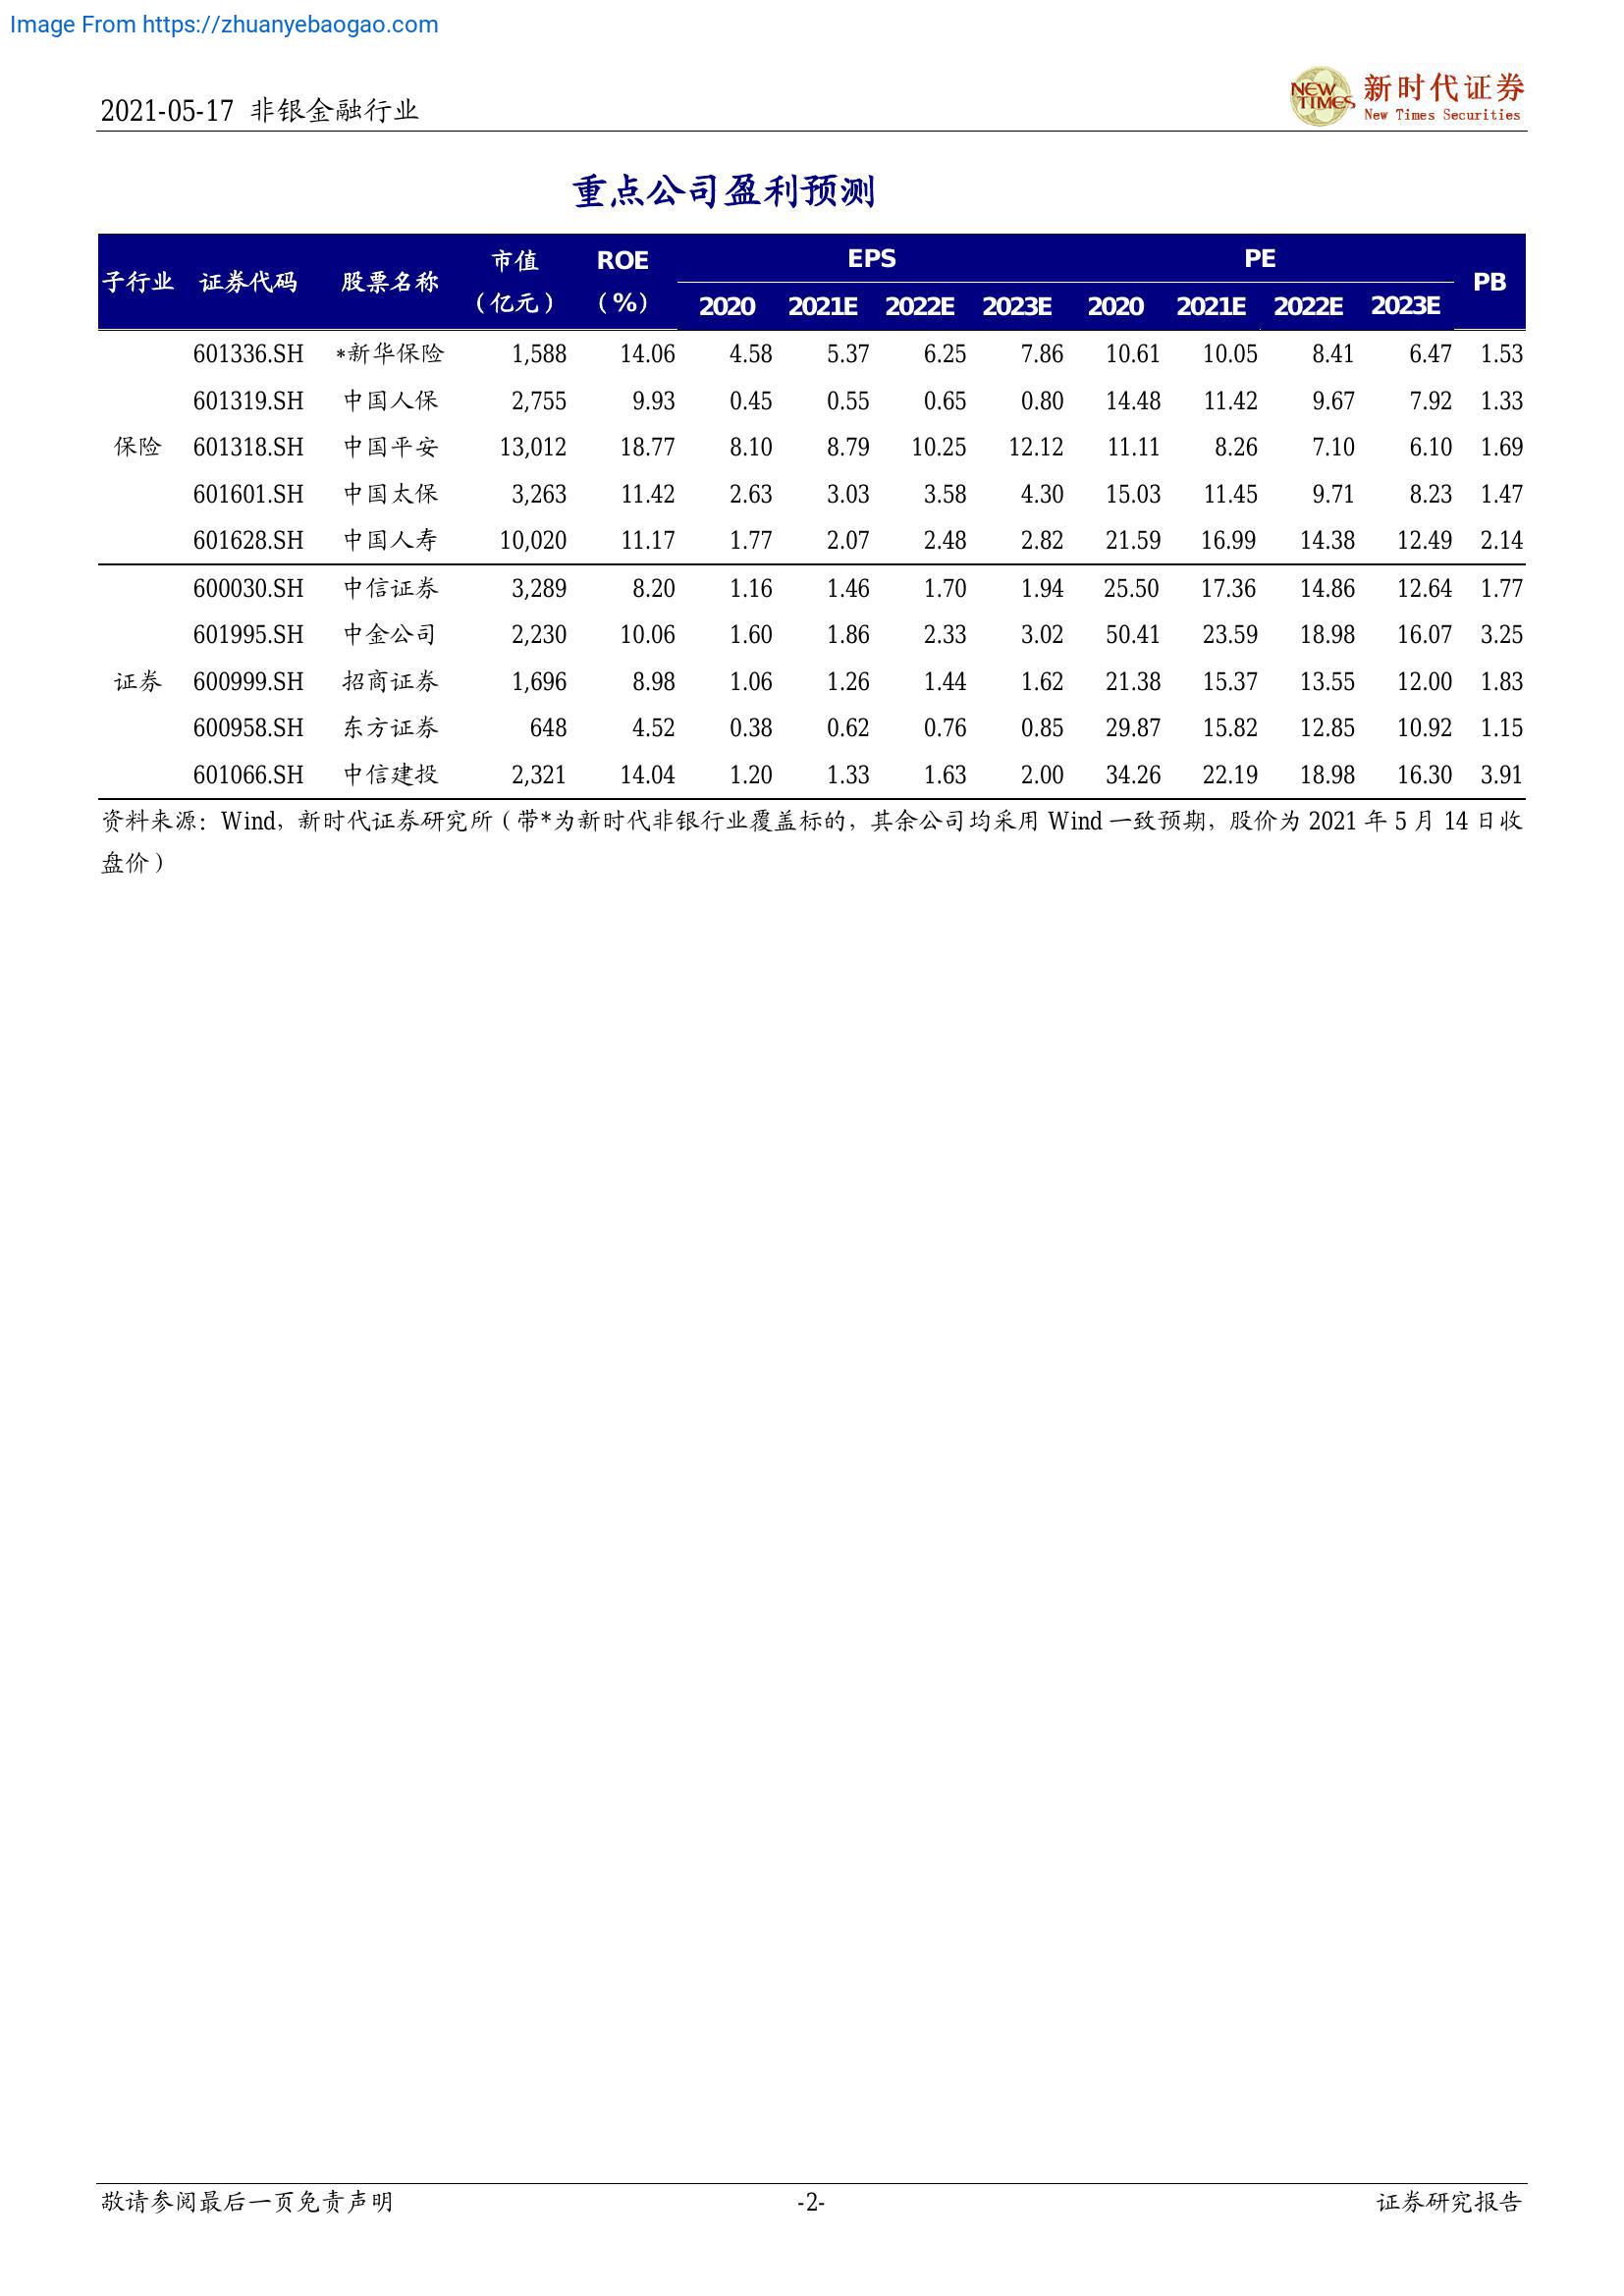 Image From https://zhuanyebaogao.com
2021-05-17 非银金融行业
NEW TIMES 新时代证券
New Times Securities
重点公司盈利预测
子行业 证券代码 股票名称 市值（亿元） ROE（%） EPS PE PB
2020 2021E 2022E 2023E 2020 2021E 2022E 2023E
601336.SH *新华保险 1,588 14.06 4.58 5.37 6.25 7.86 10.61 10.05 8.41 6.47 1.53
601319.SH 中国人保 2,755 9.93 0.45 0.55 0.65 0.80 14.48 11.42 9.67 7.92 1.33
保险 601318.SH 中国平安 13,012 18.77 8.10 8.79 10.25 12.12 11.11 8.26 7.10 6.10 1.69
601601.SH 中国太保 3,263 11.42 2.63 3.03 3.58 4.30 15.03 11.45 9.71 8.23 1.47
601628.SH 中国人寿 10,020 11.17 1.77 2.07 2.48 2.82 21.59 16.99 14.38 12.49 2.14
600030.SH 中信证券 3,289 8.20 1.16 1.46 1.70 1.94 25.50 17.36 14.86 12.64 1.77
601995.SH 中金公司 2,230 10.06 1.60 1.86 2.33 3.02 50.41 23.59 18.98 16.07 3.25
证券 600999.SH 招商证券 1,696 8.98 1.06 1.26 1.44 1.62 21.38 15.37 13.55 12.00 1.83
600958.SH 东方证券 648 4.52 0.38 0.62 0.76 0.85 29.87 15.82 12.85 10.92 1.15
601066.SH 中信建投 2,321 14.04 1.20 1.33 1.63 2.00 34.26 22.19 18.98 16.30 3.91
资料来源：Wind，新时代证券研究所（带*为新时代非银行业覆盖标的，其余公司均采用 Wind 一致预期，股价为 2021 年 5 月 14 日收
盘价）
敬请参阅最后一页免责声明 -2- 证券研究报告